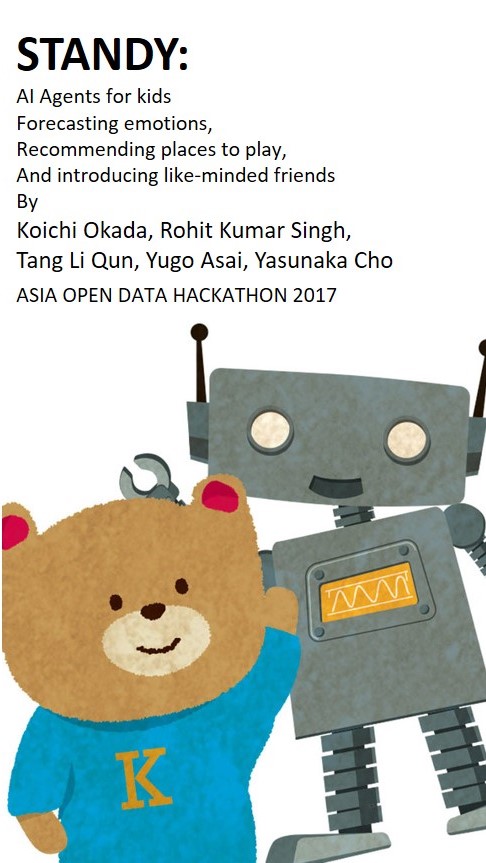 STANDY:
AI Agents for kids
Forecasting emotions,
Recommending places to play,
And introducing like-minded friends
By
Koichi Okada, Rohit Kumar Singh,
Tang Li Qun, Yugo Asai, Yasunaka Cho
ASIA OPEN DATA HACKATHON 2017
K